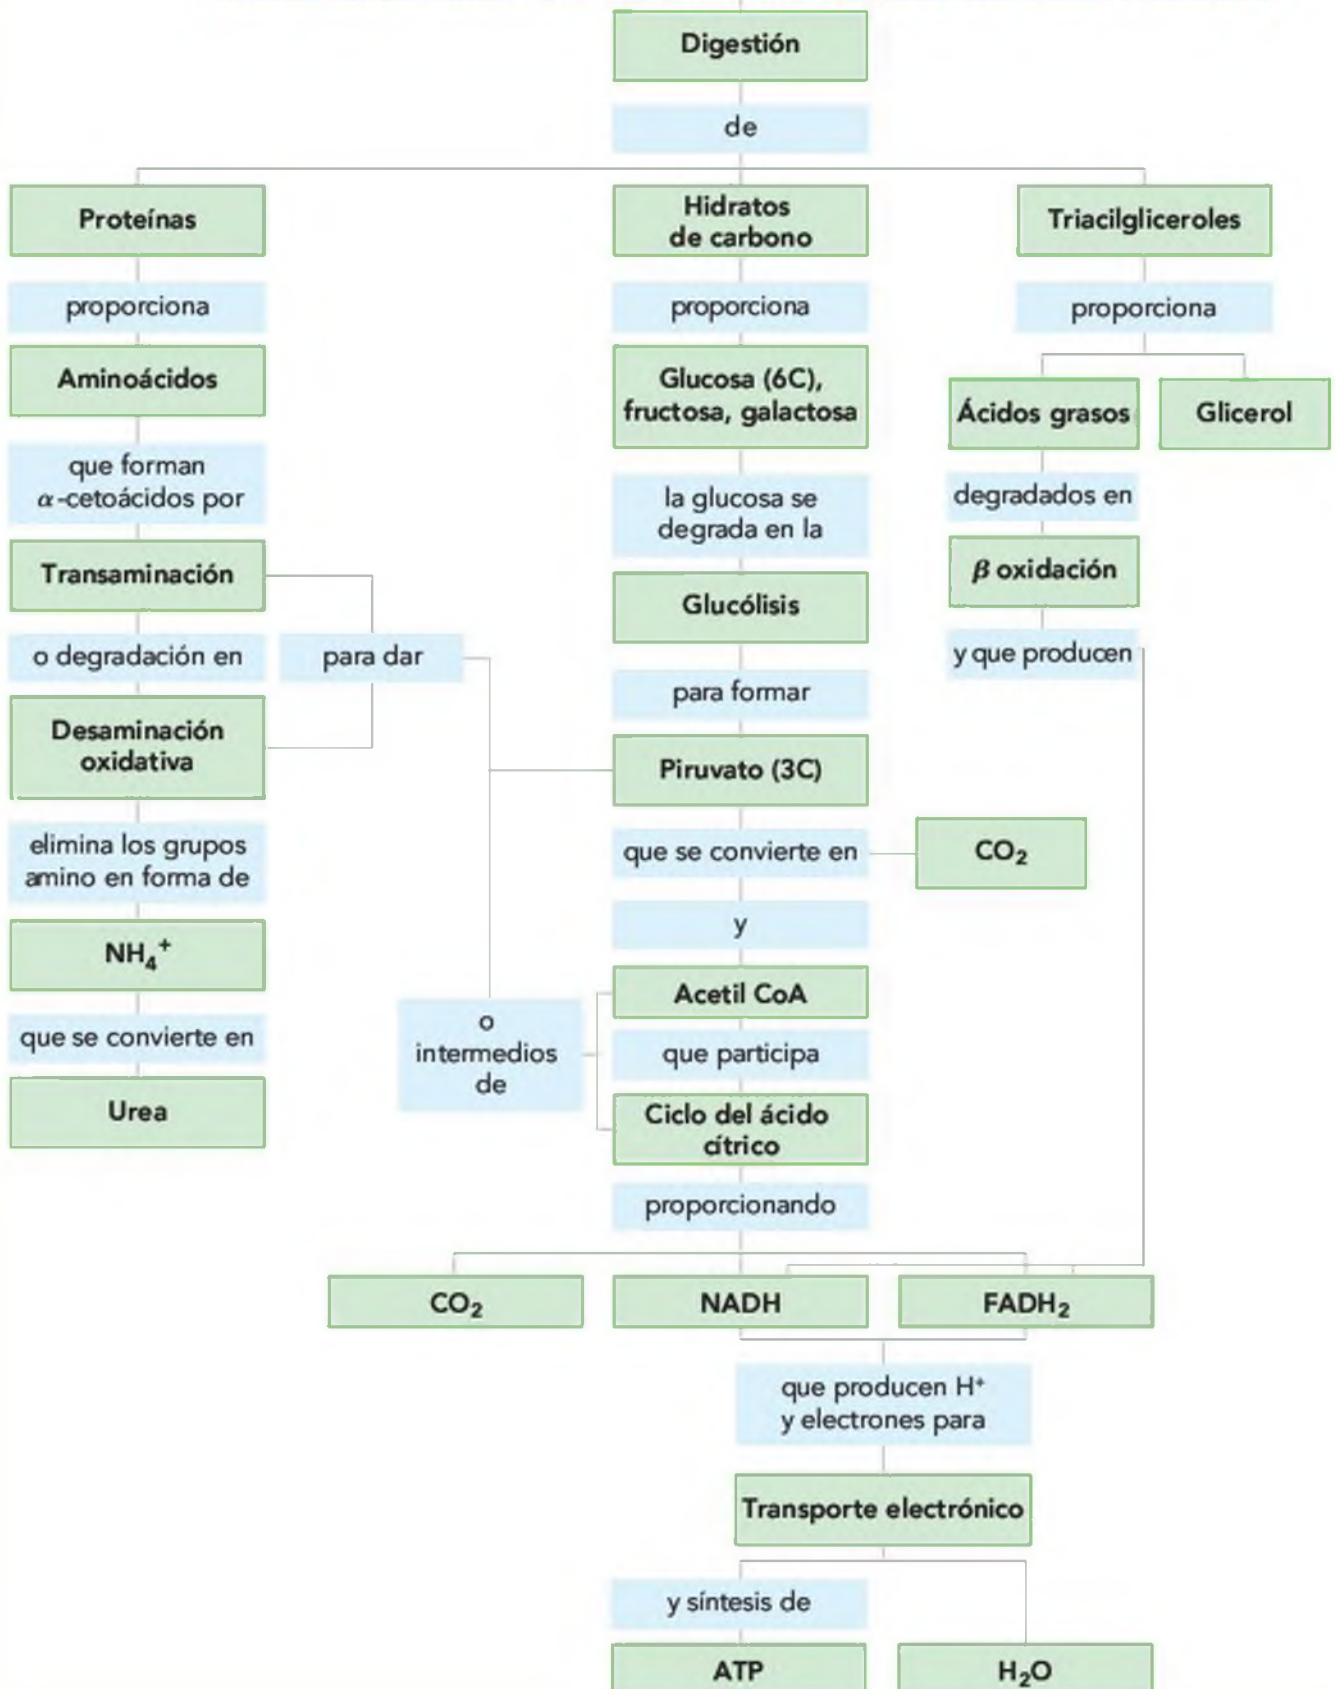 Digestión
de
Proteínas
Hidratos
de carbono
Triacilgliceroles
proporciona
proporciona
proporciona
Aminoácidos
Glucosa (6C),
fructosa, galactosa
Ácidos grasos
Glicerol
que forman
α-cetoácidos por
la glucosa se
degrada en la
degradados en
Transaminación
Glucólisis
β oxidación
o degradación en
para dar
para formar
y que producen
Desaminación
oxidativa
Piruvato (3C)
elimina los grupos
amino en forma de
que se convierte en
CO₂
y
NH₄⁺
Acetil CoA
que se convierte en
o
intermedios
de
que participa
Urea
Ciclo del ácido
cítrico
proporcionando
CO₂
NADH
FADH₂
que producen H⁺
y electrones para
Transporte electrónico
y síntesis de
ATP
H₂O